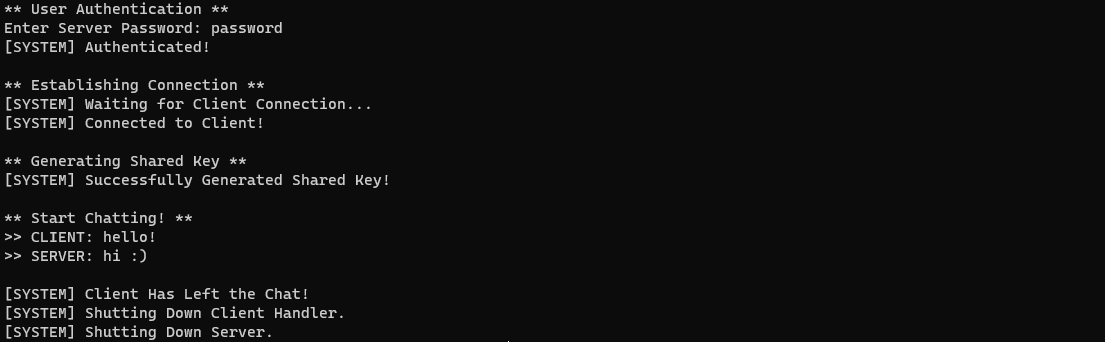 ** User Authentication **
Enter Server Password: password
[SYSTEM] Authenticated!
** Establishing Connection **
[SYSTEM] Waiting for Client Connection...
[SYSTEM] Connected to Client!
** Generating Shared Key **
[SYSTEM] Successfully Generated Shared Key!
** Start Chatting! **
>> CLIENT: hello!
>> SERVER: hi :)
[SYSTEM] Client Has Left the Chat!
[SYSTEM] Shutting Down Client Handler.
[SYSTEM] Shutting Down Server.